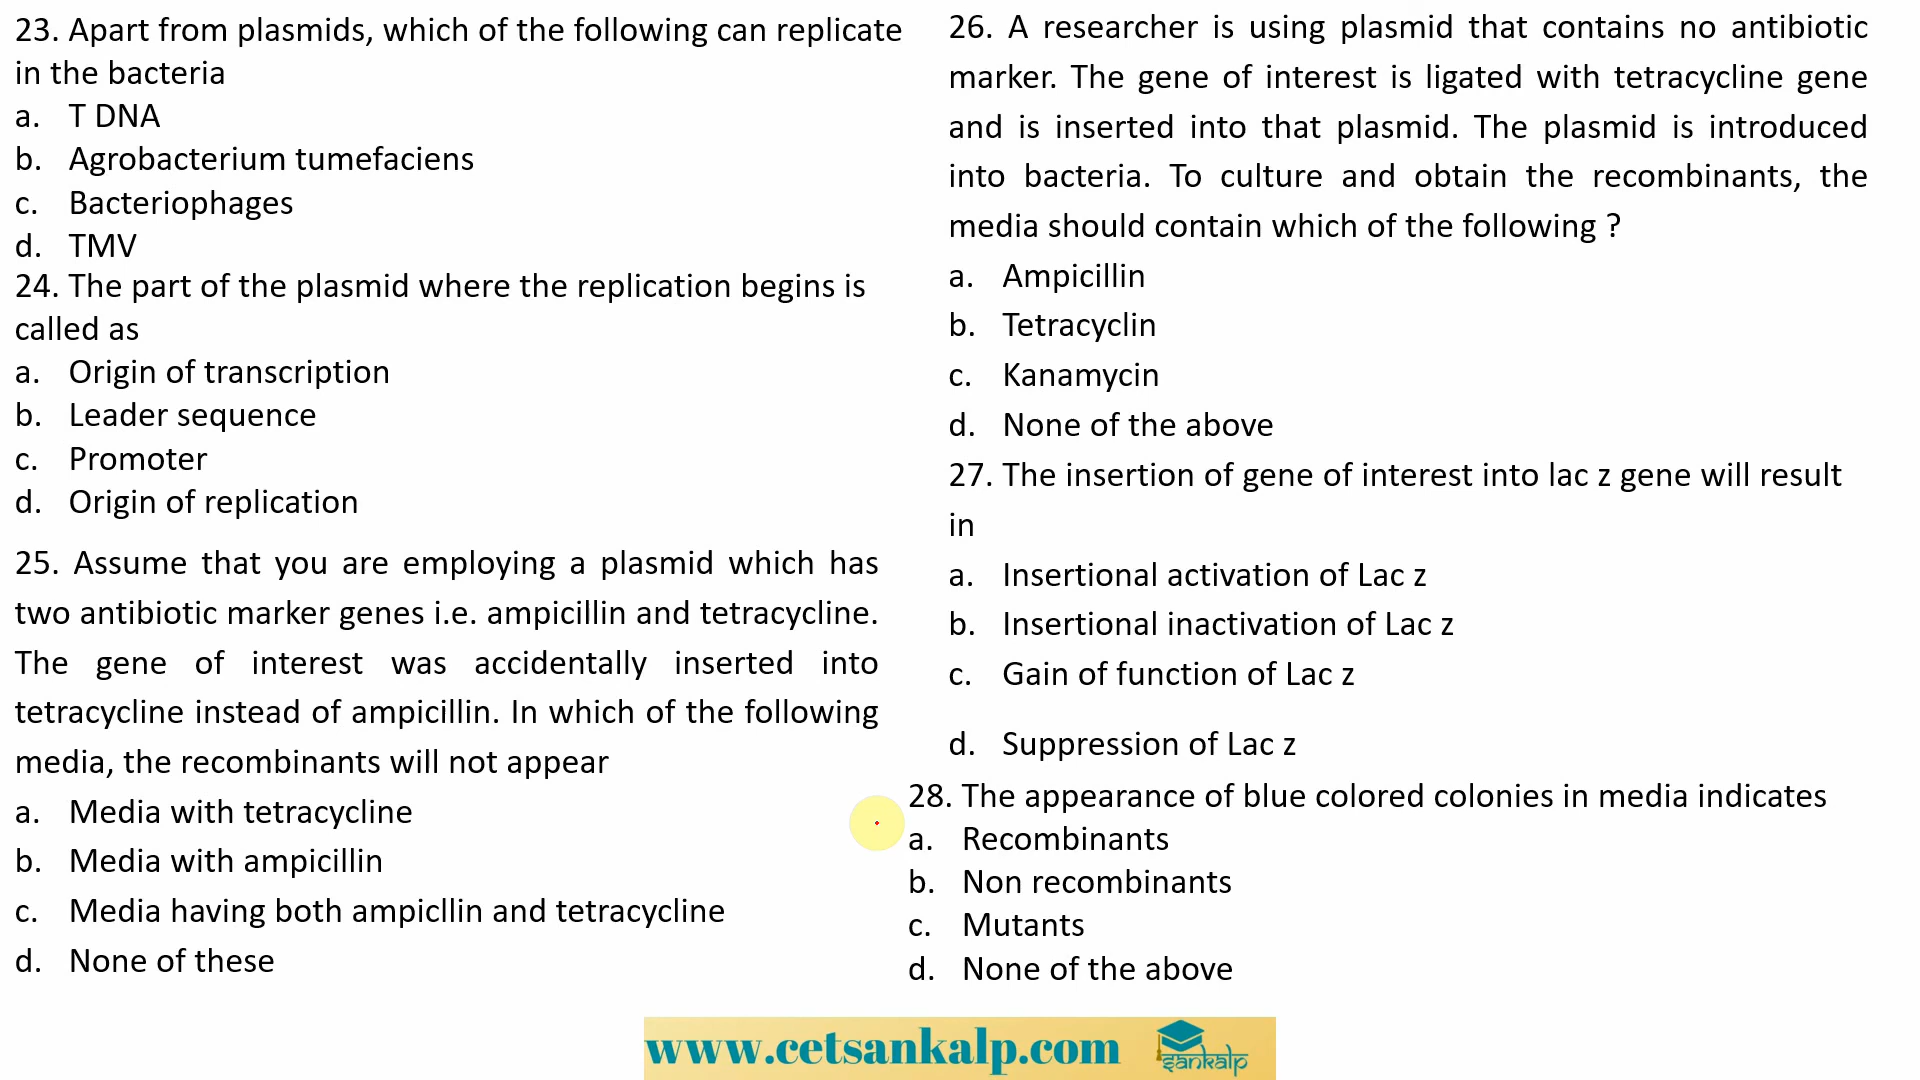 23. Apart from plasmids, which of the following can replicate
in the bacteria
a. T DNA
b. Agrobacterium tumefaciens
c. Bacteriophages
d. TMV
24. The part of the plasmid where the replication begins is
called as
a. Origin of transcription
b. Leader sequence
c. Promoter
d. Origin of replication
25. Assume that you are employing a plasmid which has
two antibiotic marker genes i.e. ampicillin and tetracycline.
The gene of interest was accidentally inserted into
tetracycline instead of ampicillin. In which of the following
media, the recombinants will not appear
a. Media with tetracycline
b. Media with ampicillin
c. Media having both ampicllin and tetracycline
d. None of these
26. A researcher is using plasmid that contains no antibiotic
marker. The gene of interest is ligated with tetracycline gene
and is inserted into that plasmid. The plasmid is introduced
into bacteria. To culture and obtain the recombinants, the
media should contain which of the following ?
a. Ampicillin
b. Tetracyclin
c. Kanamycin
d. None of the above
27. The insertion of gene of interest into lac z gene will result
in
a. Insertional activation of Lac z
b. Insertional inactivation of Lac z
c. Gain of function of Lac z
d. Suppression of Lac z
28. The appearance of blue colored colonies in media indicates
a. Recombinants
b. Non recombinants
c. Mutants
d. None of the above
www.cetsankalp.com
sankalp